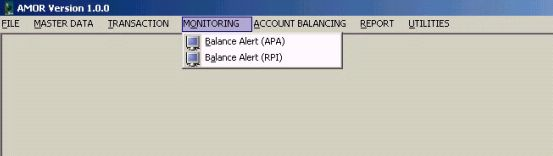 AMOR Version 1.0.0
FILE MASTER DATA TRANSACTION MONITORING ACCOUNT BALANCING REPORT UTILITIES
Balance Alert (APA)
Balance Alert (RPI)